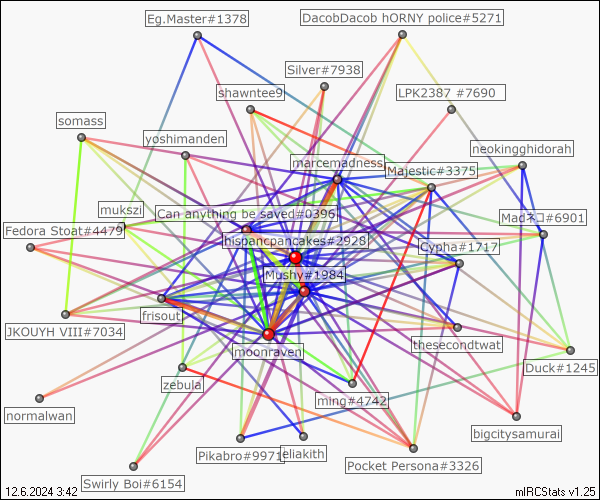 Eg.Master#1378
DacobDacob hORNY police#5271
Silver#7938
shawntee9
LPK2387 #7690
somass
yoshimanden
neokingghidorah
marcemadness
Majestic#3375
mukszi
Can anything be saved#0396
Madネコ#6901
Fedora Stoat#4479
hispancpancakes#2928
Cypha#1717
Mushy#1984
frisout
JKOUYH VIII#7034
thesecondtwat
moonraven
Duck#1245
zebula
ming#4742
normalwan
bigcitysamurai
Pikabro#9971
eliakith
Pocket Persona#3326
Swirly Boi#6154
12.6.2024 3:42
mIRCStats v1.25